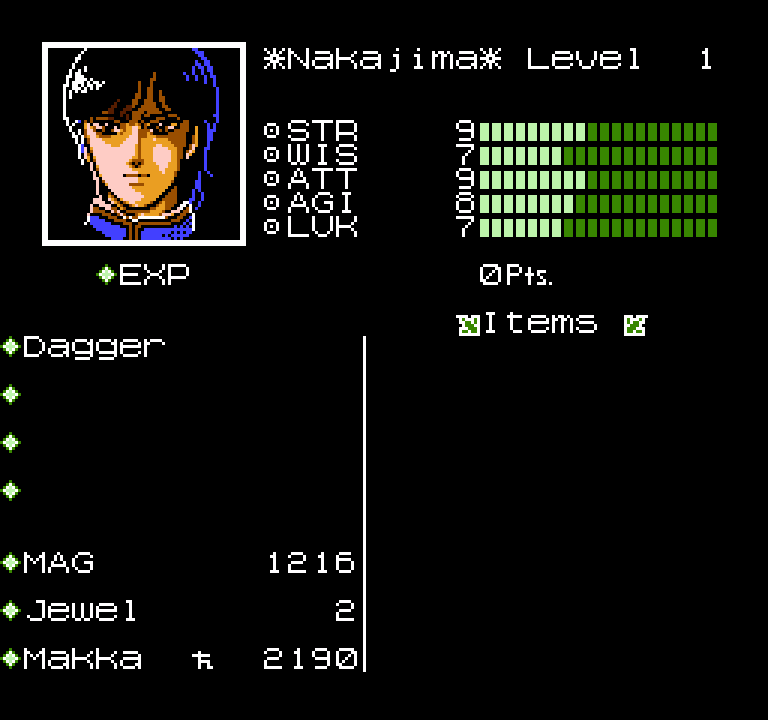 ※Nakajima※ Level 1
STR 9
WIS 7
ATT 9
AGI 8
LUK 7
EXP 0Pts.
Items
Dagger
MAG 1216
Jewel 2
Makka ㅊ 2190